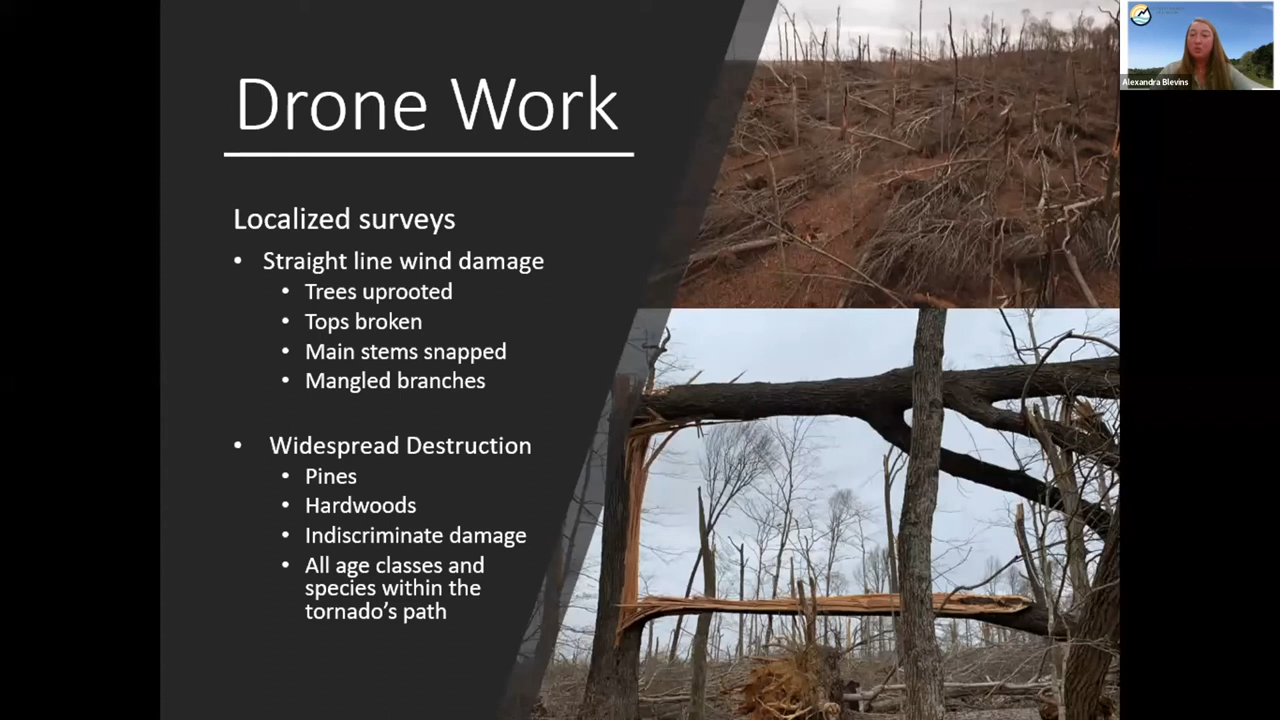 Drone Work
Localized surveys
• Straight line wind damage
• Trees uprooted
• Tops broken
• Main stems snapped
• Mangled branches
• Widespread Destruction
• Pines
• Hardwoods
• Indiscriminate damage
• All age classes and
species within the
tornado's path
Alexandra Blevins